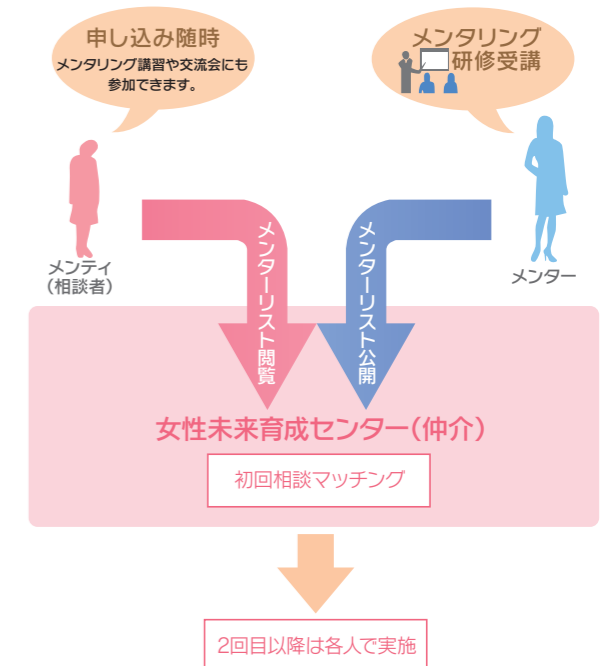 申し込み随時
メンタリング講習や交流会にも
参加できます。
メンタリング
研修受講
メンティ
(相談者)
メンター
メンターリスト閲覧
メンターリスト公開
女性未来育成センター(仲介)
初回相談マッチング
2回目以降は各人で実施